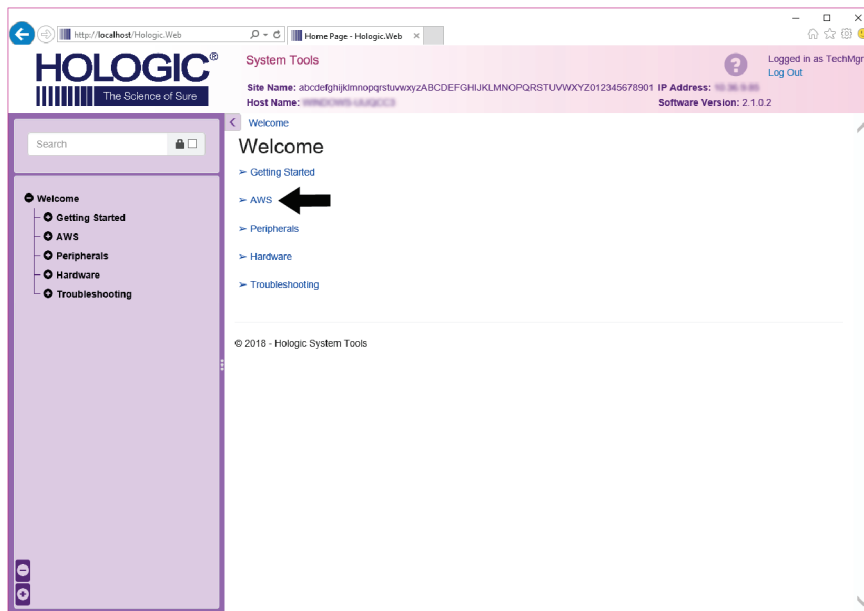 http://localhost/Hologic.Web
Home Page - Hologic.Web
HOLOGIC®
The Science of Sure
System Tools
Logged in as TechMgr
Log Out
Site Name: abcdefghijklmnopqrstuvwxyzABCDEFGHIJKLMNOPQRSTUVWXYZ012345678901 IP Address:
Host Name: Software Version: 2.1.0.2
Search
Welcome
Getting Started
AWS
Peripherals
Hardware
Troubleshooting
Welcome
Welcome
➢ Getting Started
➢ AWS
➢ Peripherals
➢ Hardware
➢ Troubleshooting
© 2018 - Hologic System Tools